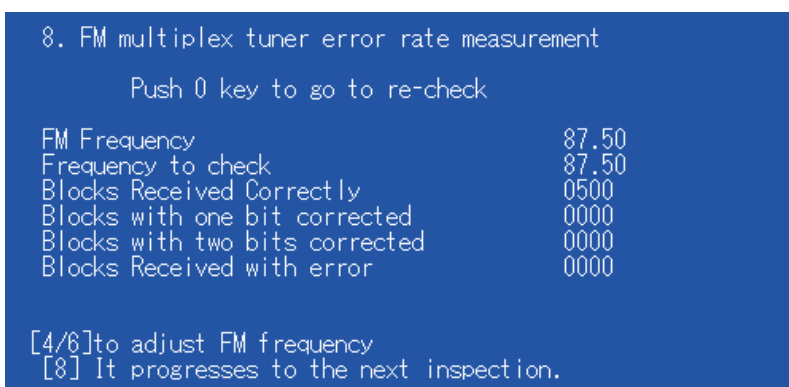 8. FM multiplex tuner error rate measurement
Push 0 key to go to re-check
FM Frequency 87.50
Frequency to check 87.50
Blocks Received Correctly 0500
Blocks with one bit corrected 0000
Blocks with two bits corrected 0000
Blocks Received with error 0000
[4/6]to adjust FM frequency
[8] It progresses to the next inspection.